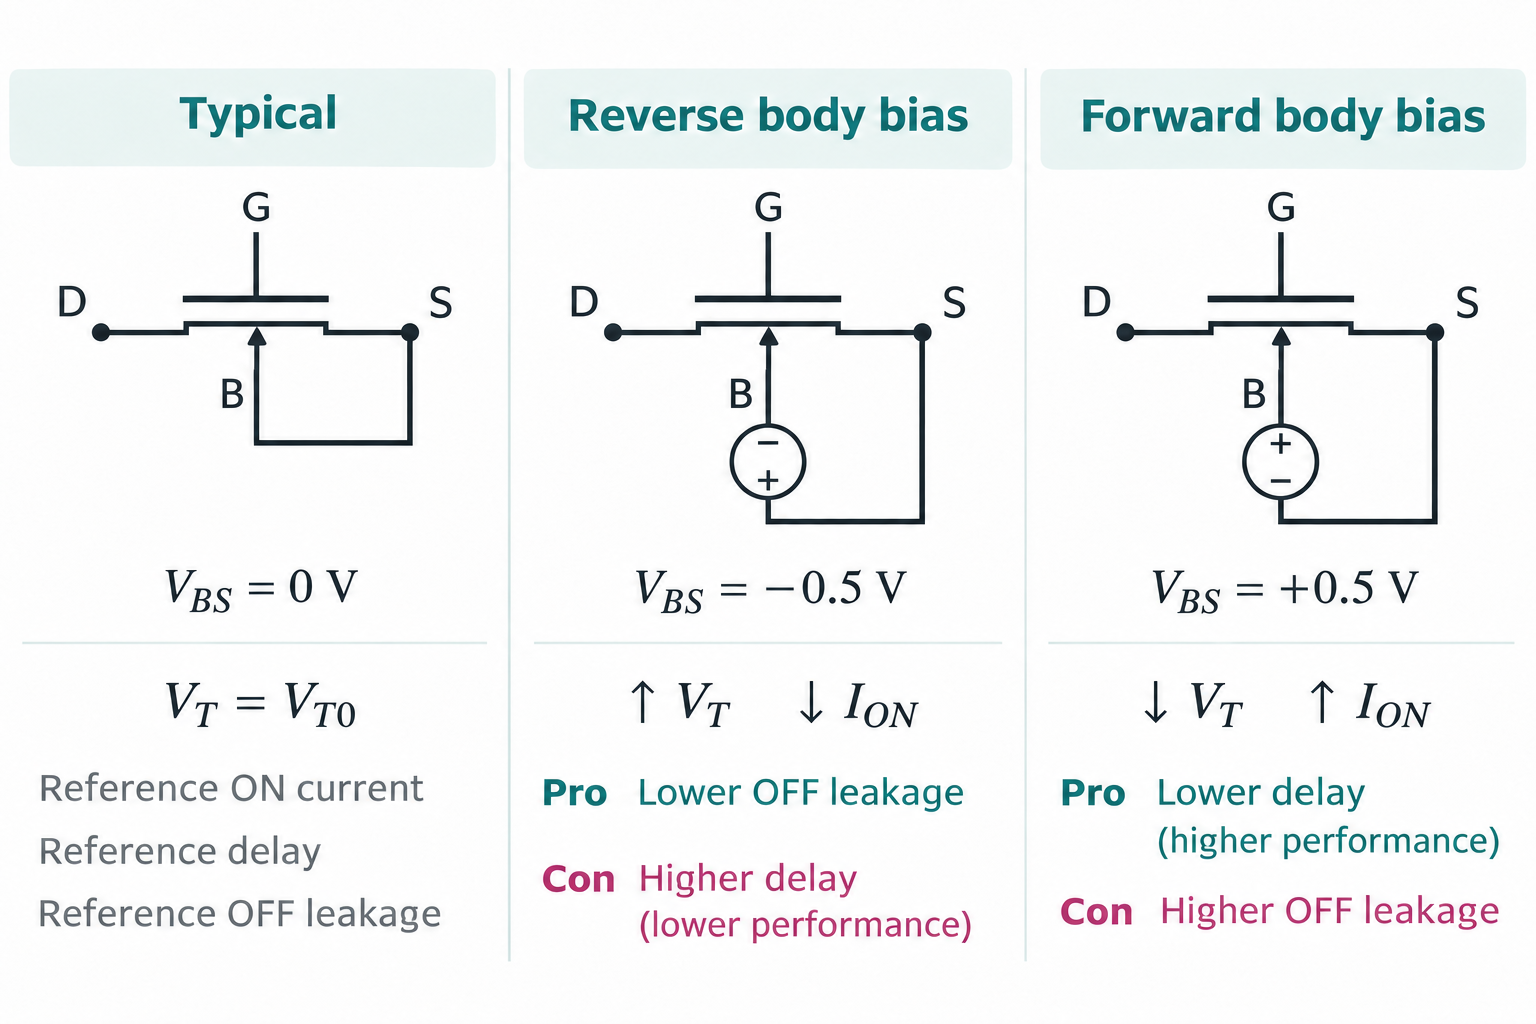 Typical
G
D
S
B
V_BS = 0 V
V_T = V_T0
Reference ON current
Reference delay
Reference OFF leakage
Reverse body bias
G
D
S
B
−
+
V_BS = −0.5 V
↑ V_T ↓ I_ON
Pro Lower OFF leakage
Con Higher delay
(lower performance)
Forward body bias
G
D
S
B
+
−
V_BS = +0.5 V
↓ V_T ↑ I_ON
Pro Lower delay
(higher performance)
Con Higher OFF leakage